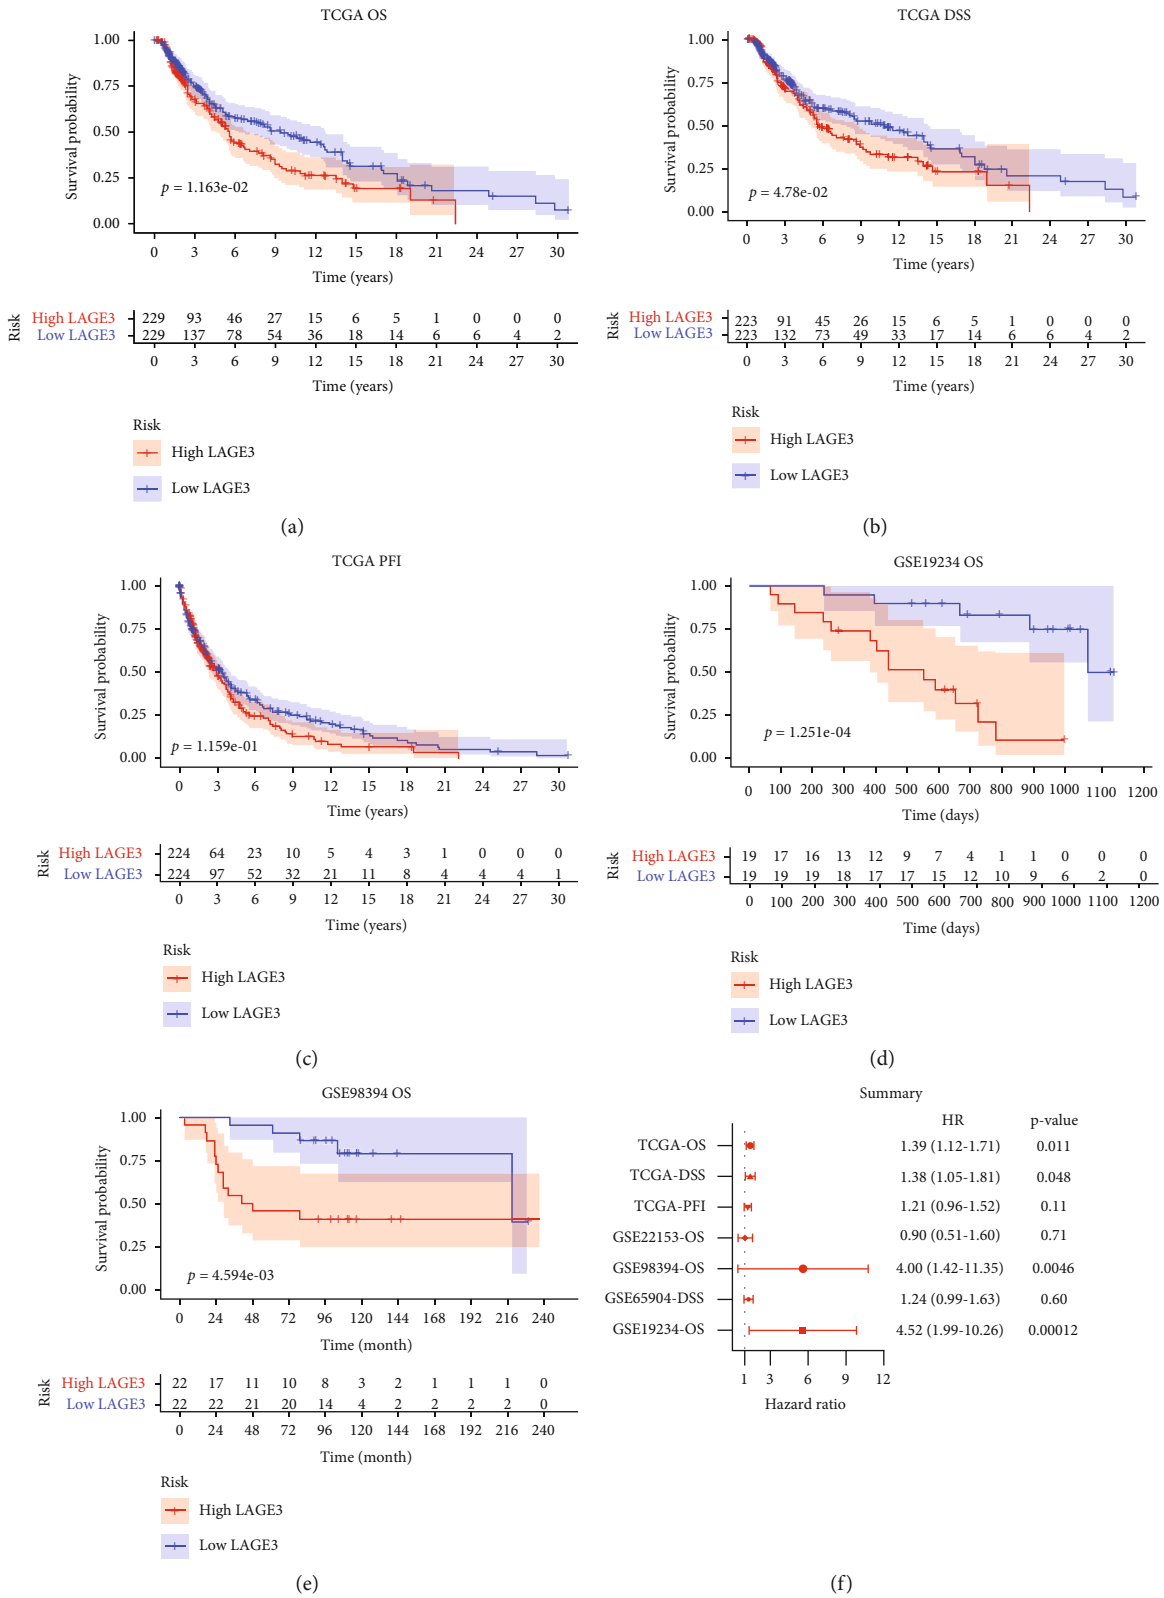 TCGA OS
Survival probability
1.00
0.75
0.50
0.25
0.00
p = 1.163e-02
0 3 6 9 12 15 18 21 24 27 30
Time (years)
Risk
High LAGE3 229 93 46 27 15 6 5 1 0 0 0
Low LAGE3 229 137 78 54 36 18 14 6 6 4 2
0 3 6 9 12 15 18 21 24 27 30
Time (years)
Risk
High LAGE3
Low LAGE3
(a)
TCGA DSS
Survival probability
1.00
0.75
0.50
0.25
0.00
p = 4.78e-02
0 3 6 9 12 15 18 21 24 27 30
Time (years)
Risk
High LAGE3 223 91 45 26 15 6 5 1 0 0 0
Low LAGE3 223 132 73 49 33 17 14 6 6 4 2
0 3 6 9 12 15 18 21 24 27 30
Time (years)
Risk
High LAGE3
Low LAGE3
(b)
TCGA PFI
Survival probability
1.00
0.75
0.50
0.25
0.00
p = 1.159e-01
0 3 6 9 12 15 18 21 24 27 30
Time (years)
Risk
High LAGE3 224 64 23 10 5 4 3 1 0 0 0
Low LAGE3 224 97 52 32 21 11 8 4 4 4 1
0 3 6 9 12 15 18 21 24 27 30
Time (years)
Risk
High LAGE3
Low LAGE3
(c)
GSE19234 OS
Survival probability
1.00
0.75
0.50
0.25
0.00
p = 1.251e-04
0 100 200 300 400 500 600 700 800 900 1000 1100 1200
Time (days)
Risk
High LAGE3 19 17 16 13 12 9 7 4 1 1 0 0 0
Low LAGE3 19 19 19 18 17 17 15 12 10 9 6 2 0
0 100 200 300 400 500 600 700 800 900 1000 1100 1200
Time (days)
Risk
High LAGE3
Low LAGE3
(d)
GSE98394 OS
Survival probability
1.00
0.75
0.50
0.25
0.00
p = 4.594e-03
0 24 48 72 96 120 144 168 192 216 240
Time (month)
Risk
High LAGE3 22 17 11 10 8 3 2 1 1 1 0
Low LAGE3 22 22 21 20 14 4 2 2 2 2 0
0 24 48 72 96 120 144 168 192 216 240
Time (month)
Risk
High LAGE3
Low LAGE3
(e)
Summary
HR p-value
TCGA-OS 1.39 (1.12-1.71) 0.011
TCGA-DSS 1.38 (1.05-1.81) 0.048
TCGA-PFI 1.21 (0.96-1.52) 0.11
GSE22153-OS 0.90 (0.51-1.60) 0.71
GSE98394-OS 4.00 (1.42-11.35) 0.0046
GSE65904-DSS 1.24 (0.99-1.63) 0.60
GSE19234-OS 4.52 (1.99-10.26) 0.00012
1 3 6 9 12
Hazard ratio
(f)